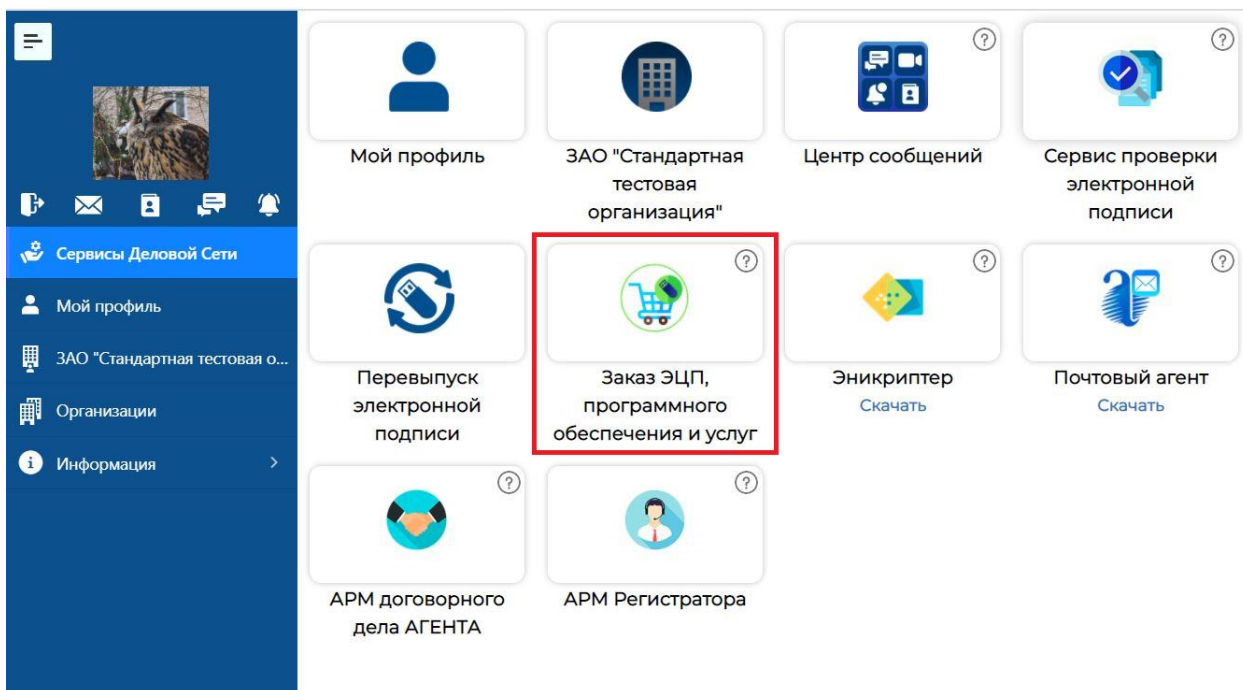 Сервисы Деловой Сети
Мой профиль
ЗАО "Стандартная тестовая о...
Организации
Информация
?
?
Мой профиль
ЗАО "Стандартная
тестовая
организация"
Центр сообщений
Сервис проверки
электронной
подписи
?
?
?
Перевыпуск
электронной
подписи
Заказ ЭЦП,
программного
обеспечения и услуг
Эникриптер
Скачать
Почтовый агент
Скачать
?
?
АРМ договорного
дела АГЕНТА
АРМ Регистратора